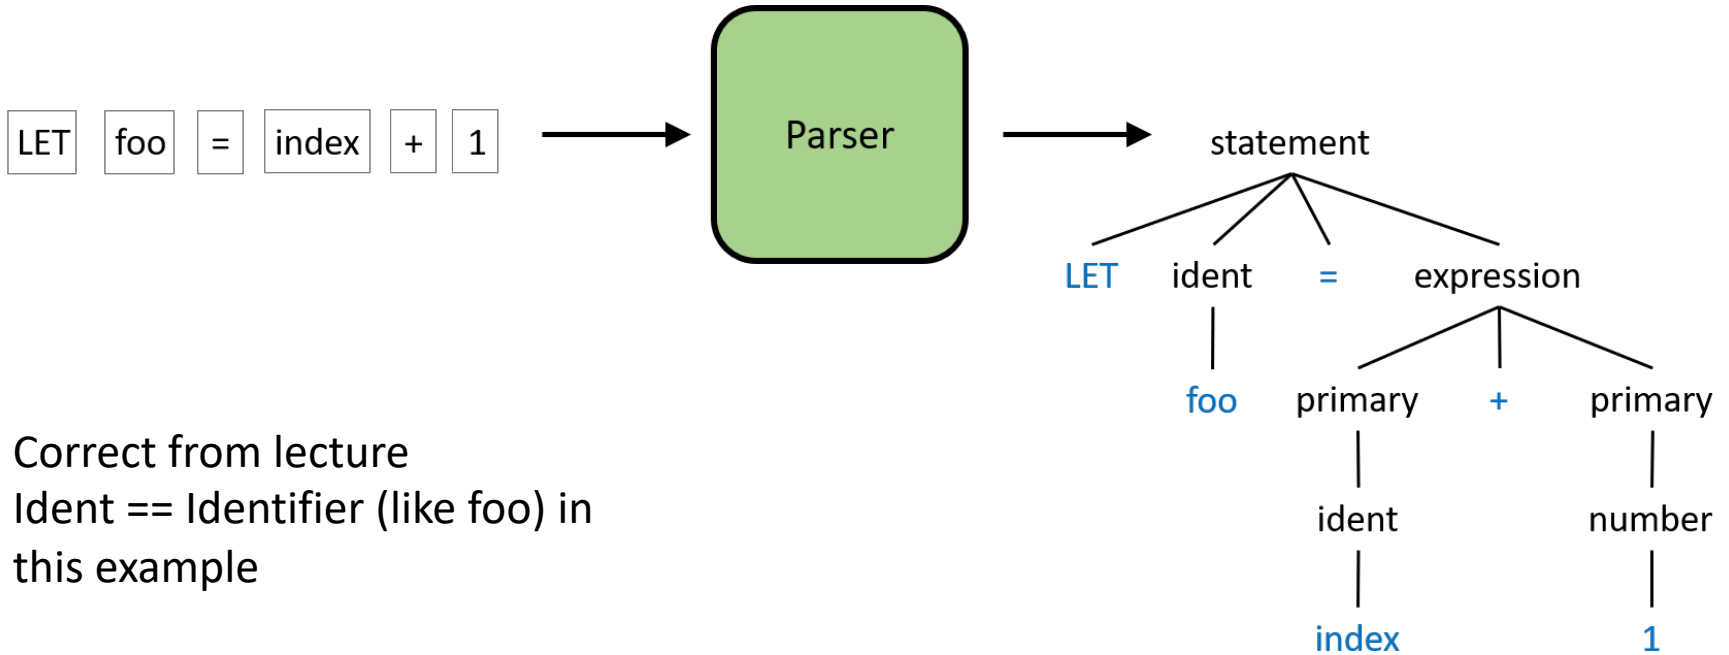 LET foo = index + 1
Parser
statement
LET ident = expression
foo primary + primary
ident number
index 1
Correct from lecture
Ident == Identifier (like foo) in
this example